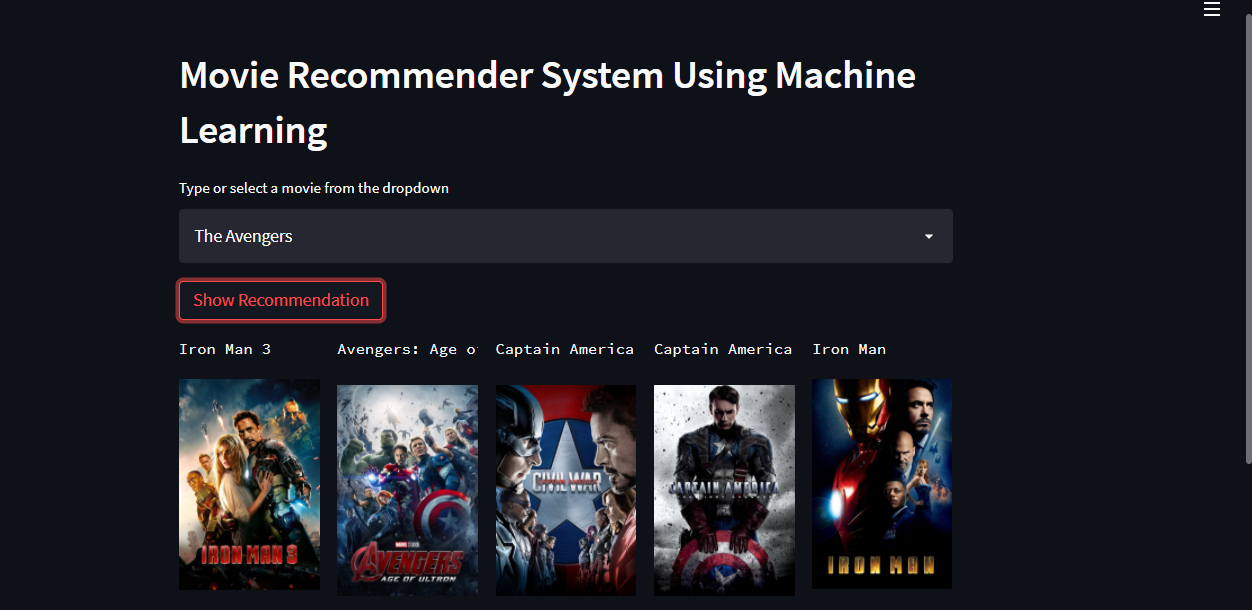 Movie Recommender System Using Machine
Learning
Type or select a movie from the dropdown
The Avengers
Show Recommendation
Iron Man 3
Avengers: Age o
Captain America
Captain America
Iron Man
IRON MAN 3
AVENGERS
AGE OF ULTRON
CIVIL WAR
CAPTAIN AMERICA
IRON MAN